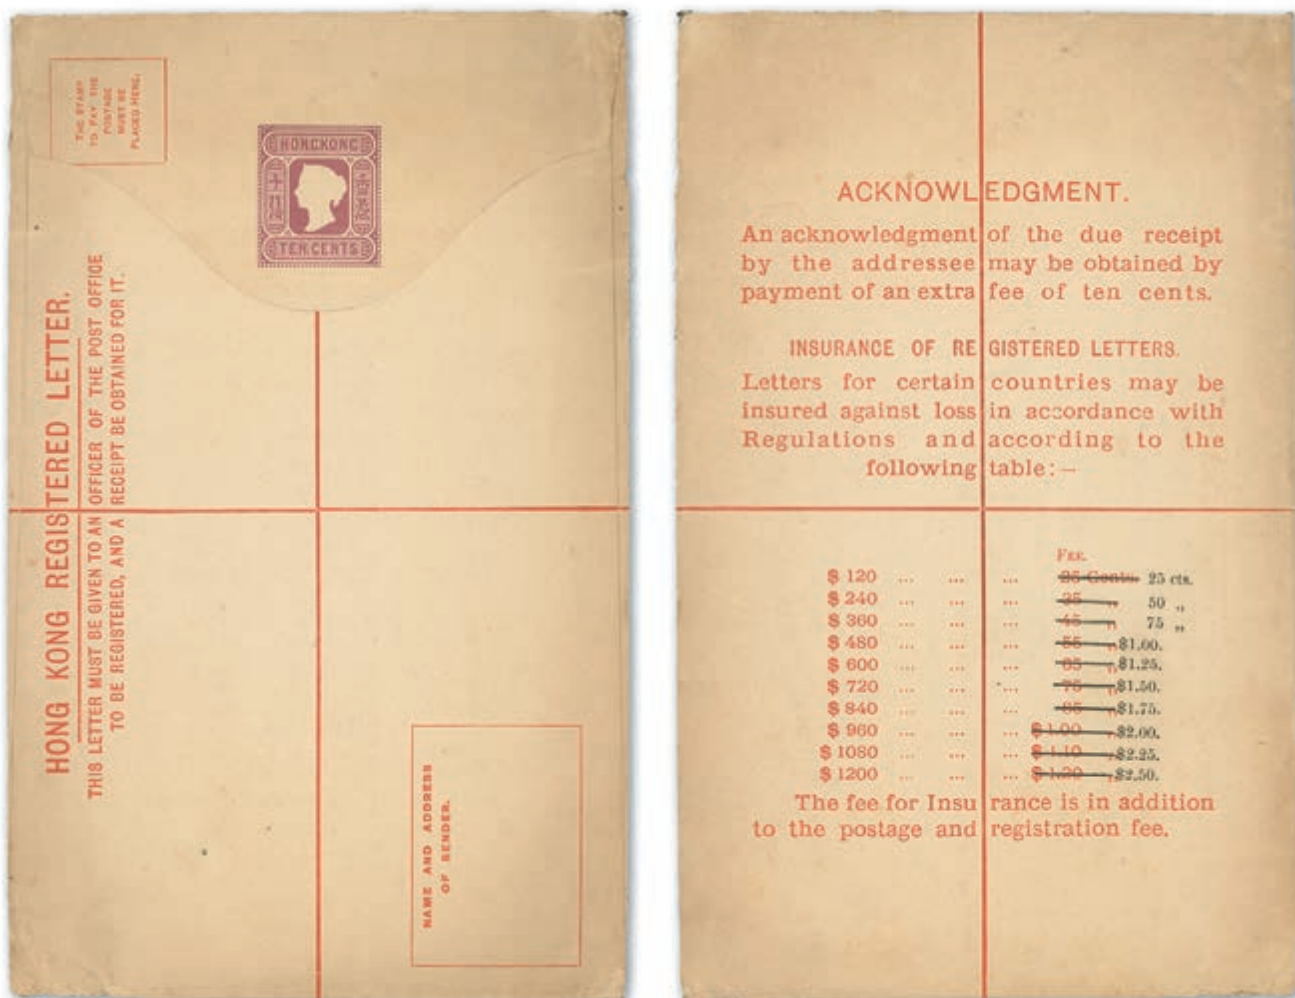 THE STAMP
TO PAY THE
POSTAGE
MUST BE
PLACED HERE.
HONGKONG
TEN CENTS
HONG KONG REGISTERED LETTER.
THIS LETTER MUST BE GIVEN TO AN OFFICER OF THE POST OFFICE
TO BE REGISTERED, AND A RECEIPT BE OBTAINED FOR IT.
NAME AND ADDRESS
OF SENDER.
ACKNOWLEDGMENT.
An acknowledgment of the due receipt
by the addressee may be obtained by
payment of an extra fee of ten cents.
INSURANCE OF REGISTERED LETTERS.
Letters for certain countries may be
insured against loss in accordance with
Regulations and according to the
following table:—
FEE.
$ 120 ... ... ... 25 Cents. 25 cts.
$ 240 ... ... ... 35 „ 50 „
$ 360 ... ... ... 45 „ 75 „
$ 480 ... ... ... 55 „ $1.00.
$ 600 ... ... ... 65 „ $1.25.
$ 720 ... ... ... 75 „ $1.50.
$ 840 ... ... ... 85 „ $1.75.
$ 960 ... ... ... $ 1.00 „ $2.00.
$ 1080 ... ... ... $ 1.10 „ $2.25.
$ 1200 ... ... ... $ 1.20 „ $2.50.
The fee for Insurance is in addition
to the postage and registration fee.